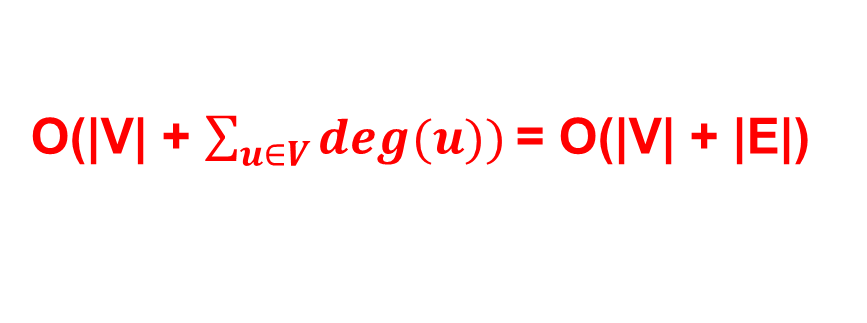 O(|V| + ∑u∈V deg(u)) = O(|V| + |E|)